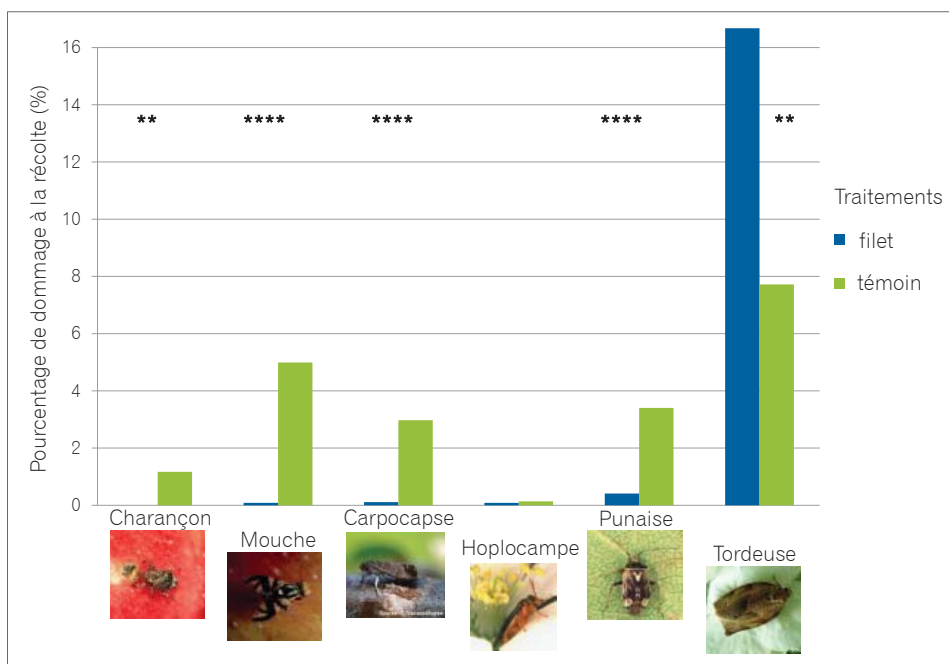 Pourcentage de dommage à la récolte (%)
16
14
12
10
8
6
4
2
0
** **** **** **** **
Charançon
Mouche
Carpocapse
Hoplocampe
Punaise
Tordeuse
Traitements
filet
témoin